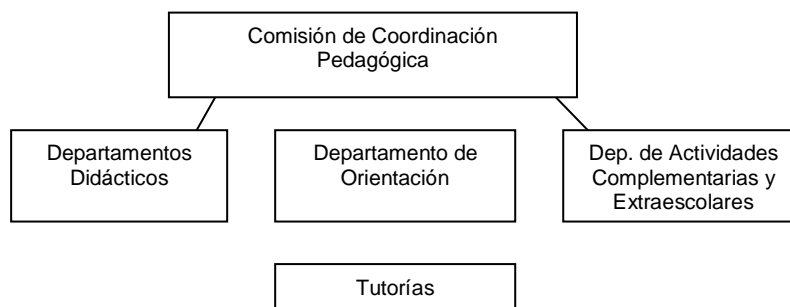 Comisión de Coordinación
Pedagógica
Departamentos
Didácticos
Departamento de
Orientación
Dep. de Actividades
Complementarias y
Extraescolares
Tutorías